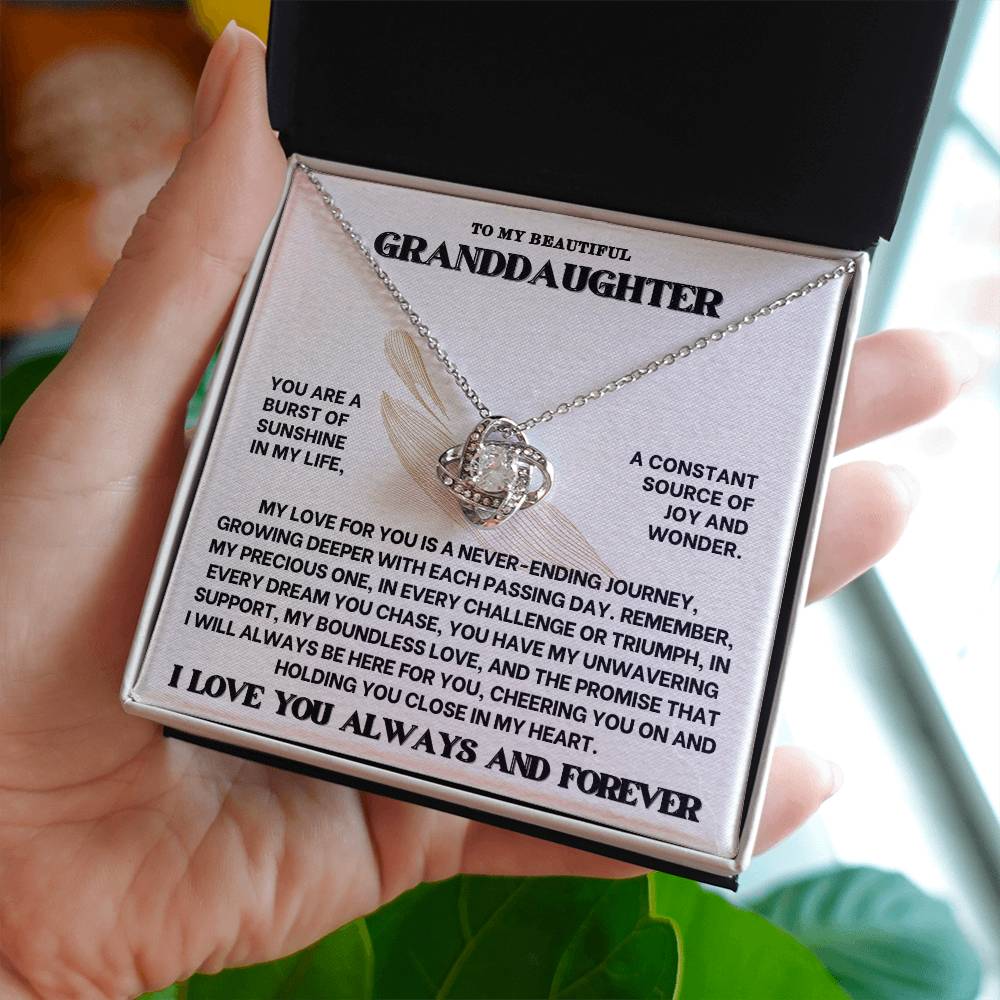 TO MY BEAUTIFUL
GRANDDAUGHTER
YOU ARE A
BURST OF
SUNSHINE
IN MY LIFE,
A CONSTANT
SOURCE OF
JOY AND
WONDER.
MY LOVE FOR YOU IS A NEVER-ENDING JOURNEY,
GROWING DEEPER WITH EACH PASSING DAY. REMEMBER,
MY PRECIOUS ONE, IN EVERY CHALLENGE OR TRIUMPH, IN
EVERY DREAM YOU CHASE, YOU HAVE MY UNWAVERING
SUPPORT, MY BOUNDLESS LOVE, AND THE PROMISE THAT
I WILL ALWAYS BE HERE FOR YOU, CHEERING YOU ON AND
HOLDING YOU CLOSE IN MY HEART.
I LOVE YOU ALWAYS AND FOREVER